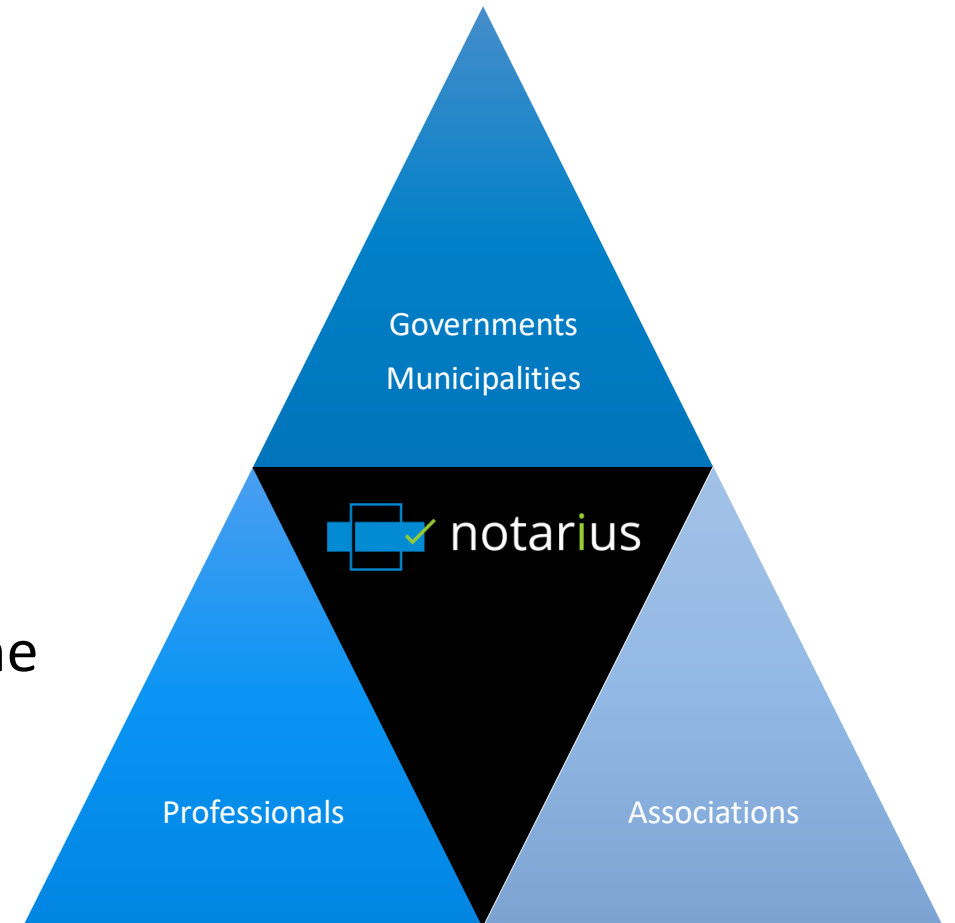 Governments
Municipalities
notarius
Professionals
Associations